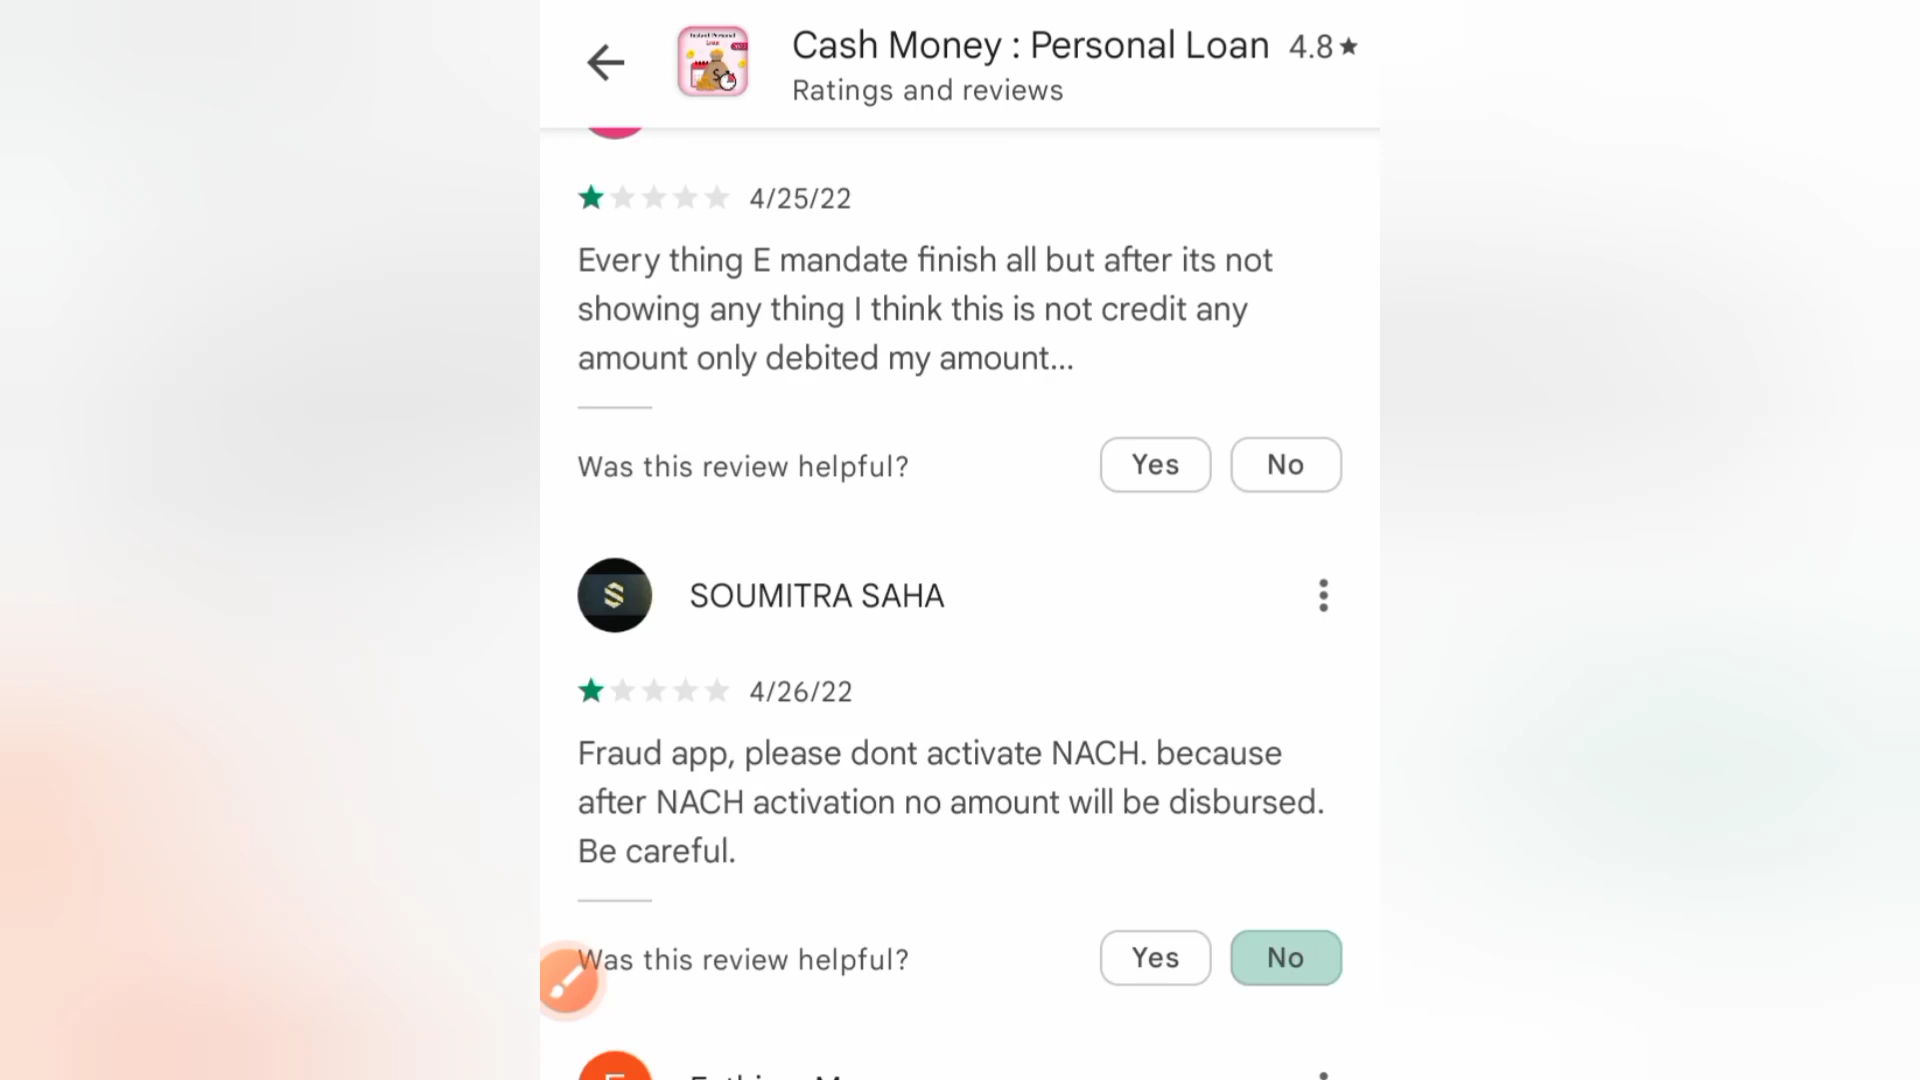 Cash Money : Personal Loan 4.8★
Ratings and reviews
4/25/22
Every thing E mandate finish all but after its not
showing any thing I think this is not credit any
amount only debited my amount...
Was this review helpful?
Yes
No
SOUMITRA SAHA
4/26/22
Fraud app, please dont activate NACH. because
after NACH activation no amount will be disbursed.
Be careful.
Was this review helpful?
Yes
No